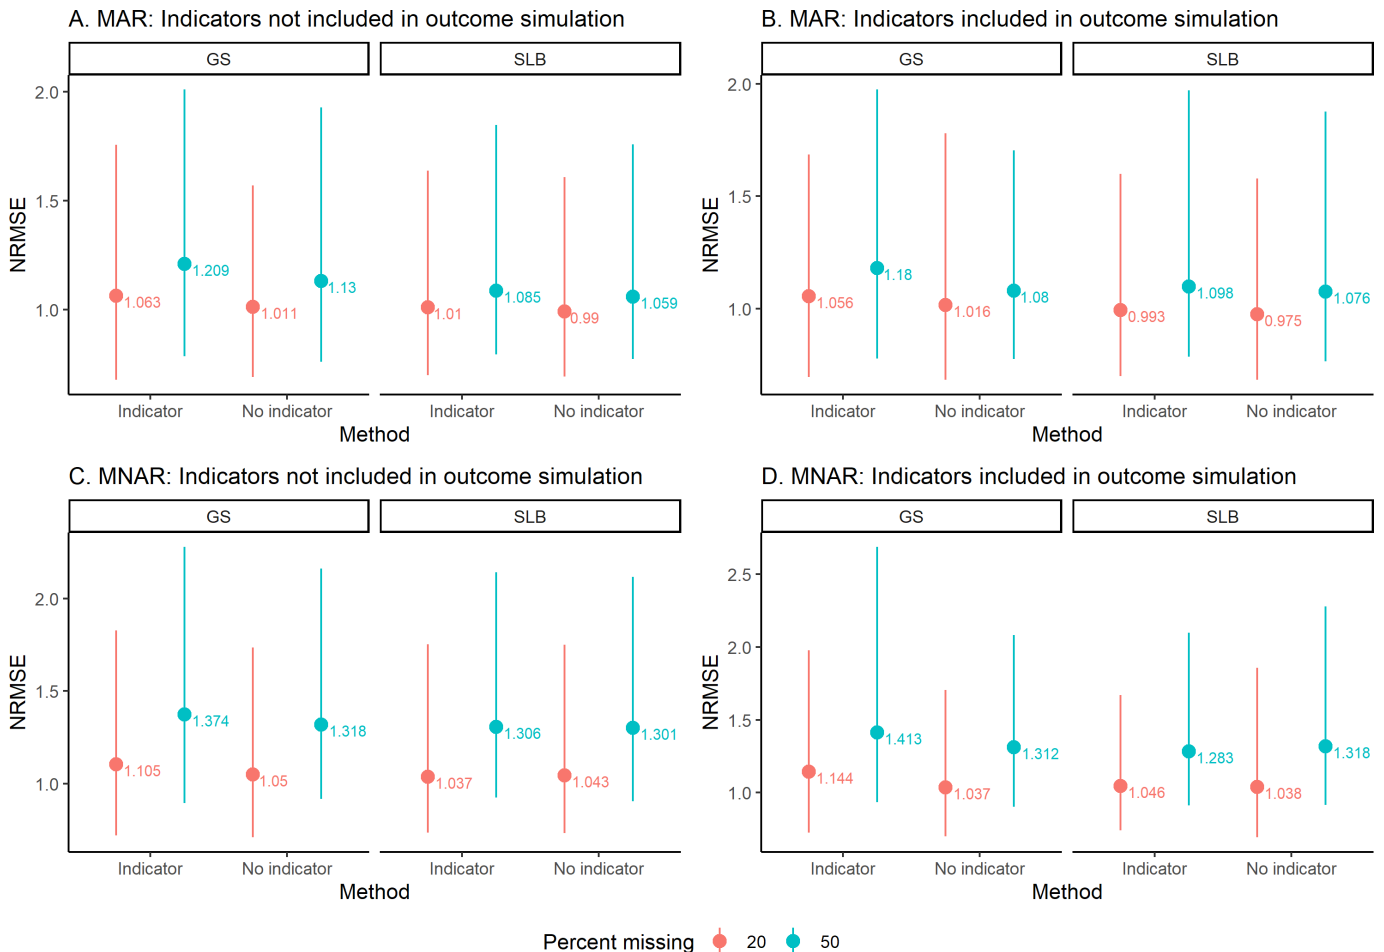 A. MAR: Indicators not included in outcome simulation
GS
SLB
NRMSE
2.0
1.5
1.0
1.063
1.209
1.011
1.13
1.01
1.085
0.99
1.059
Indicator
No indicator
Indicator
No indicator
Method
B. MAR: Indicators included in outcome simulation
GS
SLB
NRMSE
2.0
1.5
1.0
1.056
1.18
1.016
1.08
0.993
1.098
0.975
1.076
Indicator
No indicator
Indicator
No indicator
Method
C. MNAR: Indicators not included in outcome simulation
GS
SLB
NRMSE
2.0
1.5
1.0
1.105
1.374
1.05
1.318
1.037
1.306
1.043
1.301
Indicator
No indicator
Indicator
No indicator
Method
D. MNAR: Indicators included in outcome simulation
GS
SLB
NRMSE
2.5
2.0
1.5
1.0
1.144
1.413
1.037
1.312
1.046
1.283
1.038
1.318
Indicator
No indicator
Indicator
No indicator
Method
Percent missing 20 50